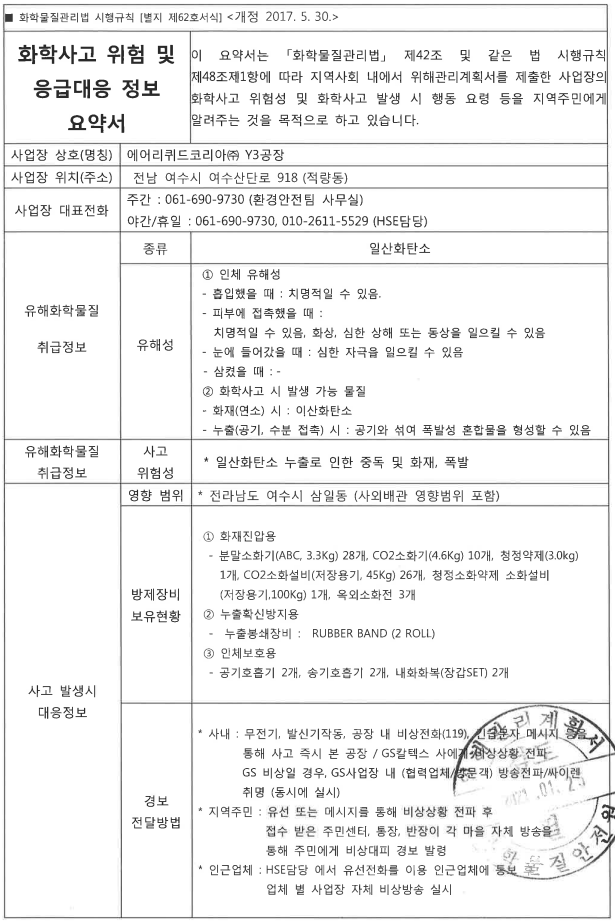 ■ 화학물질관리법 시행규칙 [별지 제62호서식] <개정 2017. 5. 30.>
화학사고 위험 및
응급대응 정보
요약서
이 요약서는 「화학물질관리법」 제42조 및 같은 법 시행규칙
제48조제1항에 따라 지역사회 내에서 위해관리계획서를 제출한 사업장의
화학사고 위험성 및 화학사고 발생 시 행동 요령 등을 지역주민에게
알려주는 것을 목적으로 하고 있습니다.
사업장 상호(명칭) 에어리퀴드코리아㈜ Y3공장
사업장 위치(주소) 전남 여수시 여수산단로 918 (적량동)
사업장 대표전화
주간 : 061-690-9730 (환경안전팀 사무실)
야간/휴일 : 061-690-9730, 010-2611-5529 (HSE담당)
유해화학물질
취급정보
종류 일산화탄소
유해성
① 인체 유해성
- 흡입했을 때 : 치명적일 수 있음.
- 피부에 접촉했을 때 :
치명적일 수 있음, 화상, 심한 상해 또는 동상을 일으킬 수 있음
- 눈에 들어갔을 때 : 심한 자극을 일으킬 수 있음
- 삼켰을 때 : -
② 화학사고 시 발생 가능 물질
- 화재(연소) 시 : 이산화탄소
- 누출(공기, 수분 접촉) 시 : 공기와 섞여 폭발성 혼합물을 형성할 수 있음
유해화학물질
취급정보
사고
위험성
* 일산화탄소 누출로 인한 중독 및 화재, 폭발
사고 발생시
대응정보
영향 범위 * 전라남도 여수시 삼일동 (사외배관 영향범위 포함)
방제장비
보유현황
① 화재진압용
- 분말소화기(ABC, 3.3Kg) 28개, CO2소화기(4.6Kg) 10개, 청정약제(3.0kg)
1개, CO2소화설비(저장용기, 45Kg) 26개, 청정소화약제 소화설비
(저장용기,100Kg) 1개, 옥외소화전 3개
② 누출확신방지용
- 누출봉쇄장비 : RUBBER BAND (2 ROLL)
③ 인체보호용
- 공기호흡기 2개, 송기호흡기 2개, 내화화복(장갑SET) 2개
경보
전달방법
* 사내 : 무전기, 발신기작동, 공장 내 비상전화(119), 긴급문자 메시지 등을
통해 사고 즉시 본 공장 / GS칼텍스 사에게 비상상황 전파
GS 비상일 경우, GS사업장 내 (협력업체/방문객) 방송전파/싸이렌
취명 (동시에 실시)
* 지역주민 : 유선 또는 메시지를 통해 비상상황 전파 후
접수 받은 주민센터, 통장, 반장이 각 마을 자체 방송을
통해 주민에게 비상대피 경보 발령
* 인근업체 : HSE담당 에서 유선전화를 이용 인근업체에 통보
업체 별 사업장 자체 비상방송 실시
관리계획서
2021.01.2
화학물질안전원